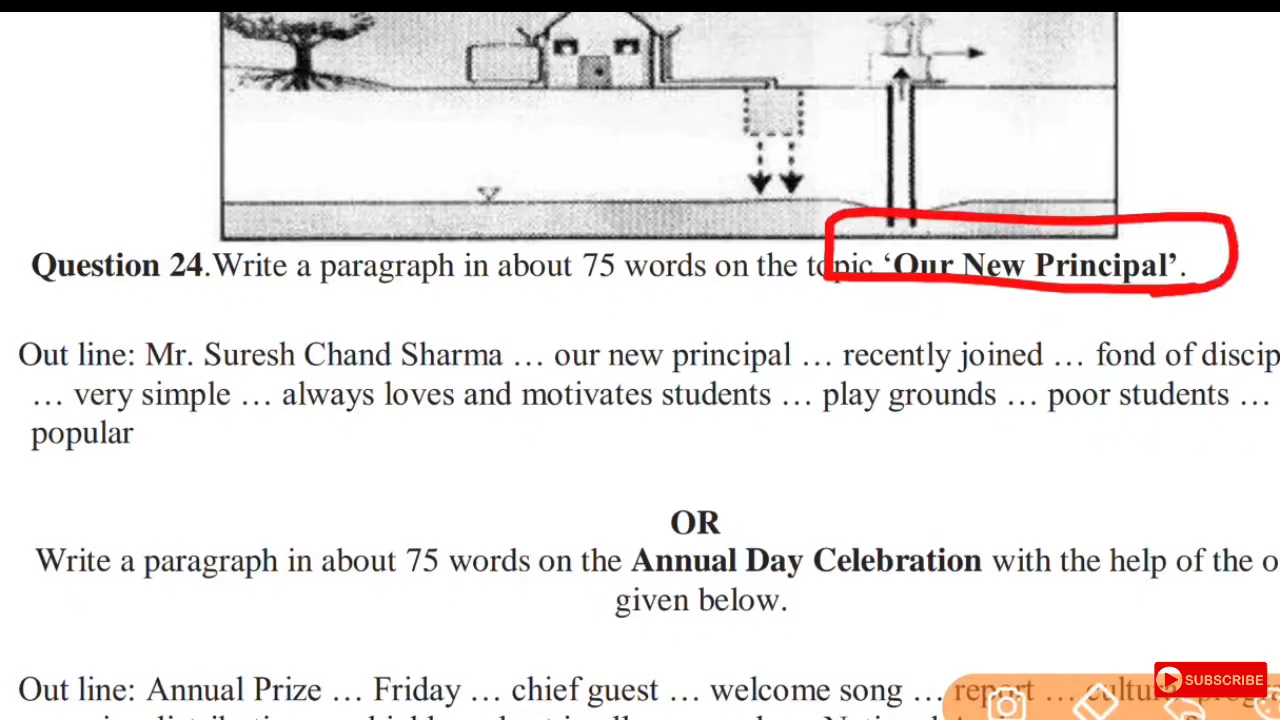 Question 24.Write a paragraph in about 75 words on the topic ‘Our New Principal’.
Out line: Mr. Suresh Chand Sharma … our new principal … recently joined … fond of discip
… very simple … always loves and motivates students … play grounds … poor students …
popular
OR
Write a paragraph in about 75 words on the Annual Day Celebration with the help of the o
given below.
Out line: Annual Prize … Friday … chief guest … welcome song … report …
SUBSCRIBE